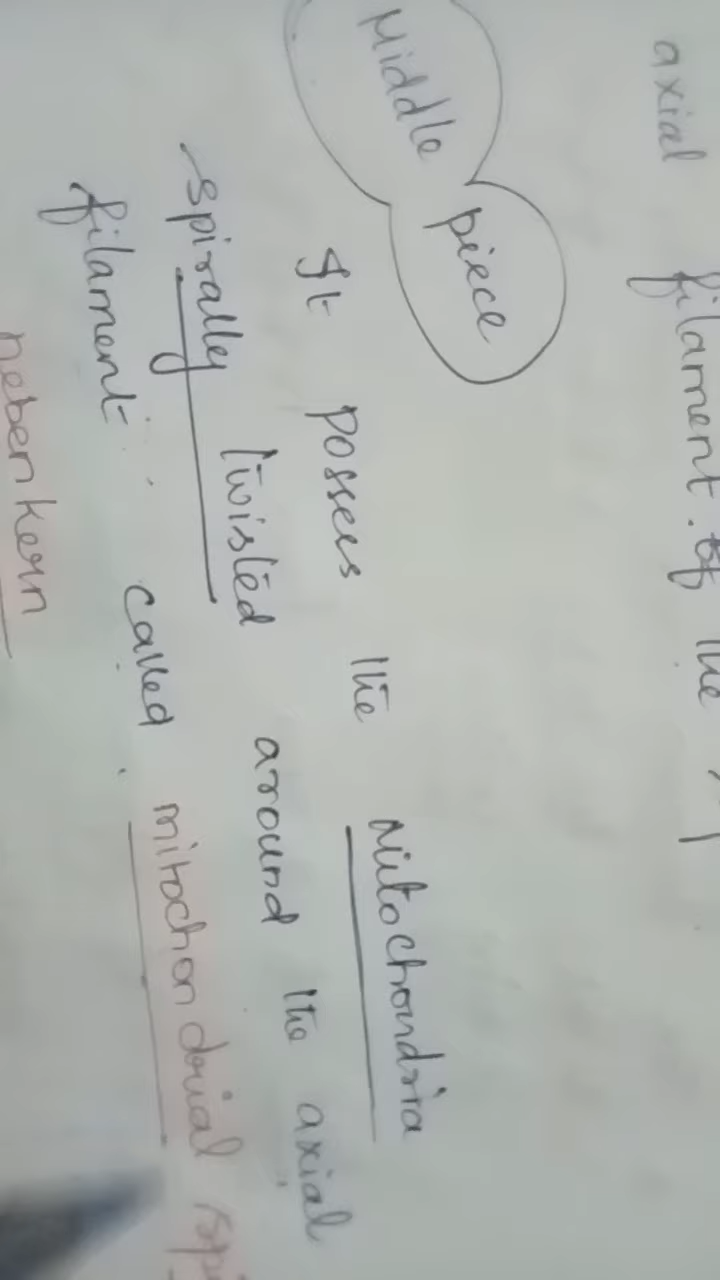 axial filament of the
Middle piece
It posses the Mitochondria
spirally twisted around the axial
filament called mitochondrial
nebenkern